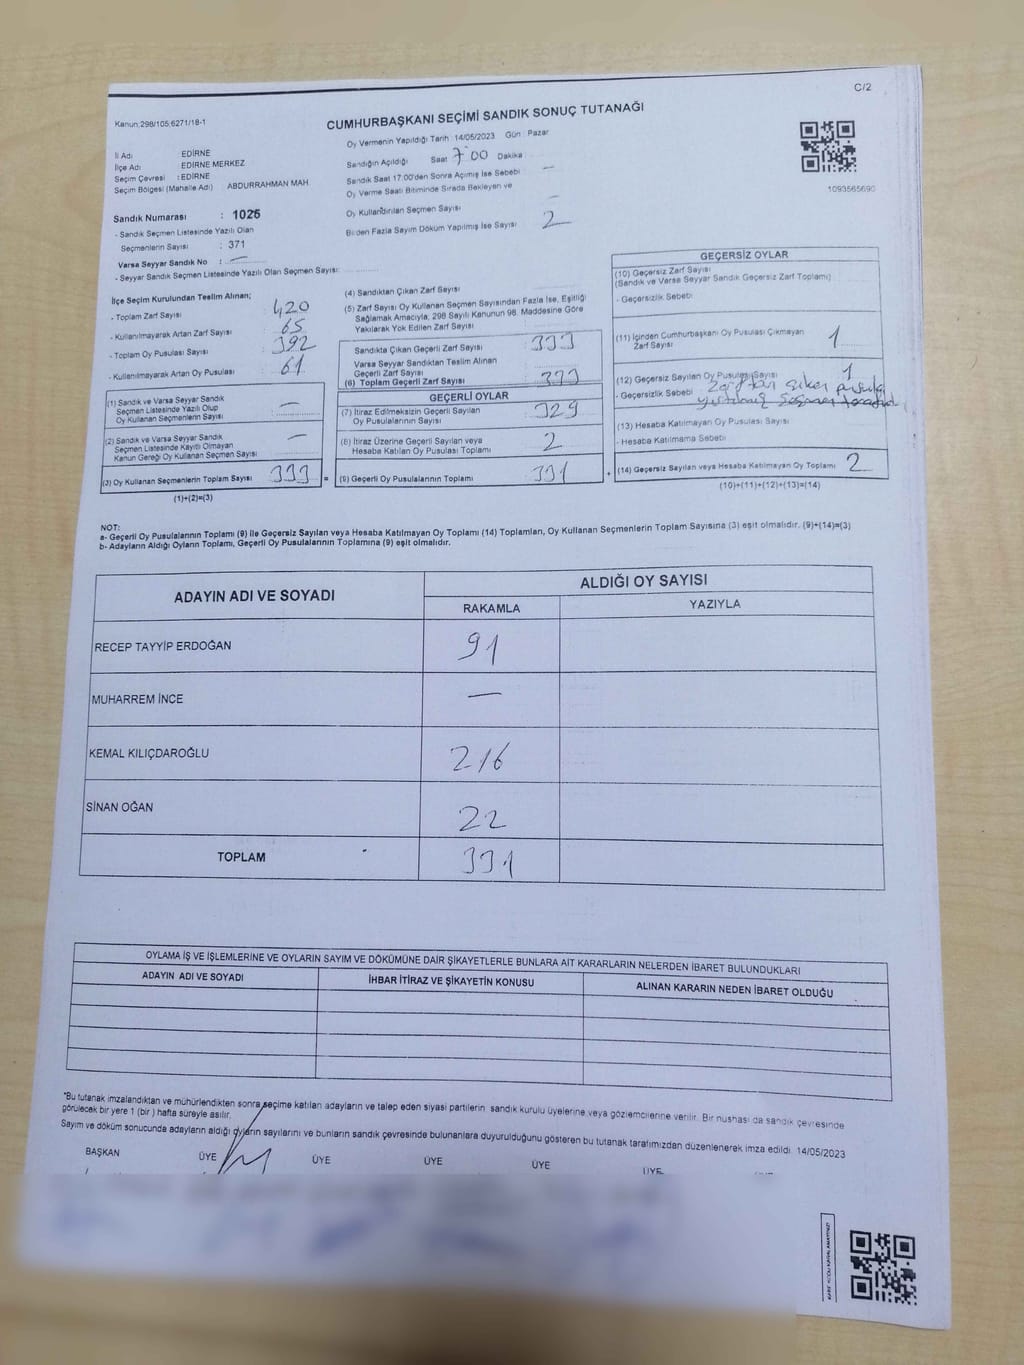 C/2
Kanun;298/105,6271/18-1
CUMHURBAŞKANI SEÇİMİ SANDIK SONUÇ TUTANAĞI
İl Adı : EDİRNE
İlçe Adı : EDİRNE MERKEZ
Seçim Çevresi : EDİRNE
Seçim Bölgesi (Mahalle Adı) ABDURRAHMAN MAH.
Sandık Numarası : 1025
- Sandık Seçmen Listesinde Yazılı Olan
Seçmenlerin Sayısı : 371
Varsa Seyyar Sandık No : —
- Seyyar Sandık Seçmen Listesinde Yazılı Olan Seçmen Sayısı:
Oy Vermenin Yapıldığı Tarih 14/05/2023 Gün Pazar
Sandığın Açıldığı Saat 7:00 Dakika
Sandık Saat 17:00'den Sonra Açımış İse Sebebi —
Oy Verme Saati Bitiminde Sırada Bekleyen ve
Oy Kullandırılan Seçmen Sayısı —
Birden Fazla Sayım Döküm Yapılmış İse Sayısı 2
1093565690
İlçe Seçim Kurulundan Teslim Alınan;
- Toplam Zarf Sayısı : 420
- Kullanılmayarak Artan Zarf Sayısı : 65
- Toplam Oy Pusulası Sayısı : 392
- Kullanılmayarak Artan Oy Pusulası : 61
(1) Sandık ve Varsa Seyyar Sandık
Seçmen Listesinde Yazılı Olup
Oy Kullanan Seçmenlerin Sayısı —
(2) Sandık ve Varsa Seyyar Sandık
Seçmen Listesinde Kayıtlı Olmayan
Kanun Gereği Oy Kullanan Seçmen Sayısı —
(3) Oy Kullanan Seçmenlerin Toplam Sayısı 333 =
(1)+(2)=(3)
(4) Sandıktan Çıkan Zarf Sayısı
(5) Zarf Sayısı Oy Kullanan Seçmen Sayısından Fazla İse, Eşitliği
Sağlamak Amacıyla, 298 Sayılı Kanunun 98. Maddesine Göre
Yakılarak Yok Edilen Zarf Sayısı
Sandıkta Çıkan Geçerli Zarf Sayısı : 333
Varsa Seyyar Sandıktan Teslim Alınan
Geçerli Zarf Sayısı
(6) Toplam Geçerli Zarf Sayısı : 333
GEÇERLİ OYLAR
(7) İtiraz Edilmeksizin Geçerli Sayılan
Oy Pusulasının Sayısı : 329
(8) İtiraz Üzerine Geçerli Sayılan veya
Hesaba Katılan Oy Pusulası Toplamı 2
(9) Geçerli Oy Pusulalarının Toplamı 331 +
GEÇERSİZ OYLAR
(10) Geçersiz Zarf Sayısı
(Sandık ve Varsa Seyyar Sandık Geçersiz Zarf Toplamı)
- Geçersizlik Sebebi
(11) İçinden Cumhurbaşkanı Oy Pusulası Çıkmayan
Zarf Sayısı 1
(12) Geçersiz Sayılan Oy Pusulası Sayısı 1
- Geçersizlik Sebebi Zarftan çıkan pusula
yırtılmış
(13) Hesaba Katılmayan Oy Pusulası Sayısı
- Hesaba Katılmama Sebebi
(14) Geçersiz Sayılan veya Hesaba Katılmayan Oy Toplamı 2
(10)+(11)+(12)+(13)=(14)
NOT:
a- Geçerli Oy Pusulalarının Toplamı (9) ile Geçersiz Sayılan veya Hesaba Katılmayan Oy Toplamı (14) Toplamları, Oy Kullanan Seçmenlerin Toplam Sayısına (3) eşit olmalıdır. (9)+(14)=(3)
b- Adayların Aldığı Oyların Toplamı, Geçerli Oy Pusulalarının Toplamına (9) eşit olmalıdır.
ADAYIN ADI VE SOYADI
ALDIĞI OY SAYISI
RAKAMLA YAZIYLA
RECEP TAYYİP ERDOĞAN 91
MUHARREM İNCE —
KEMAL KILIÇDAROĞLU 216
SİNAN OĞAN 22
TOPLAM 331
OYLAMA İŞ VE İŞLEMLERİNE VE OYLARIN SAYIM VE DÖKÜMÜNE DAİR ŞİKAYETLERLE BUNLARA AİT KARARLARIN NELERDEN İBARET BULUNDUKLARI
ADAYIN ADI VE SOYADI İHBAR İTİRAZ VE ŞİKAYETİN KONUSU ALINAN KARARIN NEDEN İBARET OLDUĞU
*Bu tutanak imzalandıktan ve mühürlendikten sonra seçime katılan adayların ve talep eden siyasi partilerin sandık kurulu üyelerine veya gözlemcilerine verilir. Bir nushası da sandık çevresinde
görülecek bir yere 1 (bir ) hafta süreyle asılır.
Sayım ve döküm sonucunda adayların aldığı oyların sayılarını ve bunların sandık çevresinde bulunanlara duyurulduğunu gösteren bu tutanak tarafımızdan düzenlenerek imza edildi. 14/05/2023
BAŞKAN ÜYE ÜYE ÜYE ÜYE ÜYE